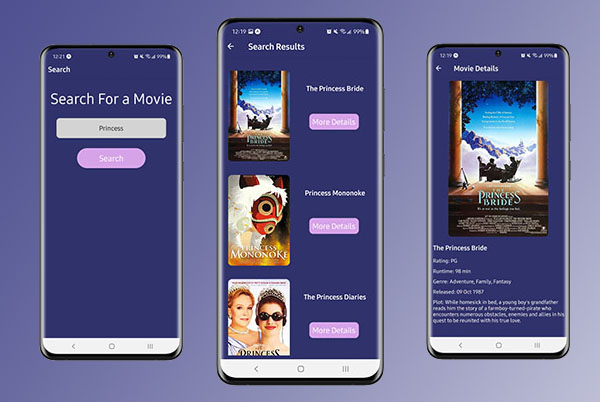 12:21
99%
Search
Search For a Movie
Princess
Search
12:19
99%
Search Results
The Princess Bride
More Details
Princess Mononoke
PRINCESS
MONONOKE
More Details
The Princess Diaries
More Details
PRINCESS
12:19
99%
Movie Details
THE
PRINCESS
BRIDE
The Princess Bride
Rating: PG
Runtime: 98 min
Genre: Adventure, Family, Fantasy
Released: 09 Oct 1987
Plot: While homesick in bed, a young boy's grandfather
reads him the story of a farmboy-turned-pirate who
encounters numerous obstacles, enemies and allies in his
quest to be reunited with his true love.